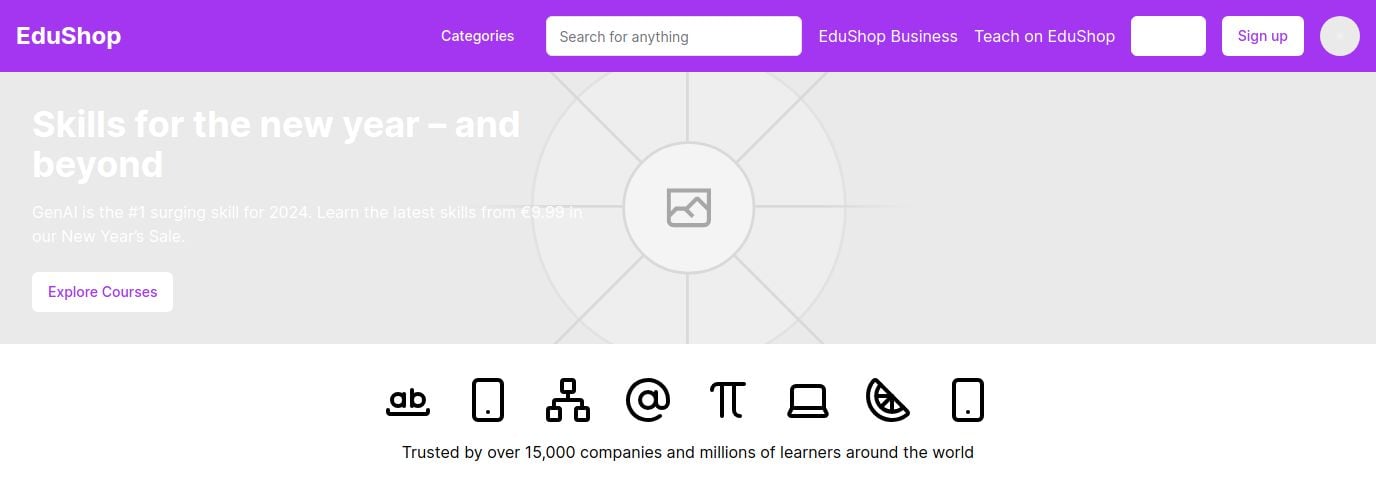 EduShop
Categories
Search for anything
EduShop Business
Teach on EduShop
Sign up
Skills for the new year – and
beyond
GenAI is the #1 surging skill for 2024. Learn the latest skills from €9.99 in
our New Year's Sale.
Explore Courses
Trusted by over 15,000 companies and millions of learners around the world